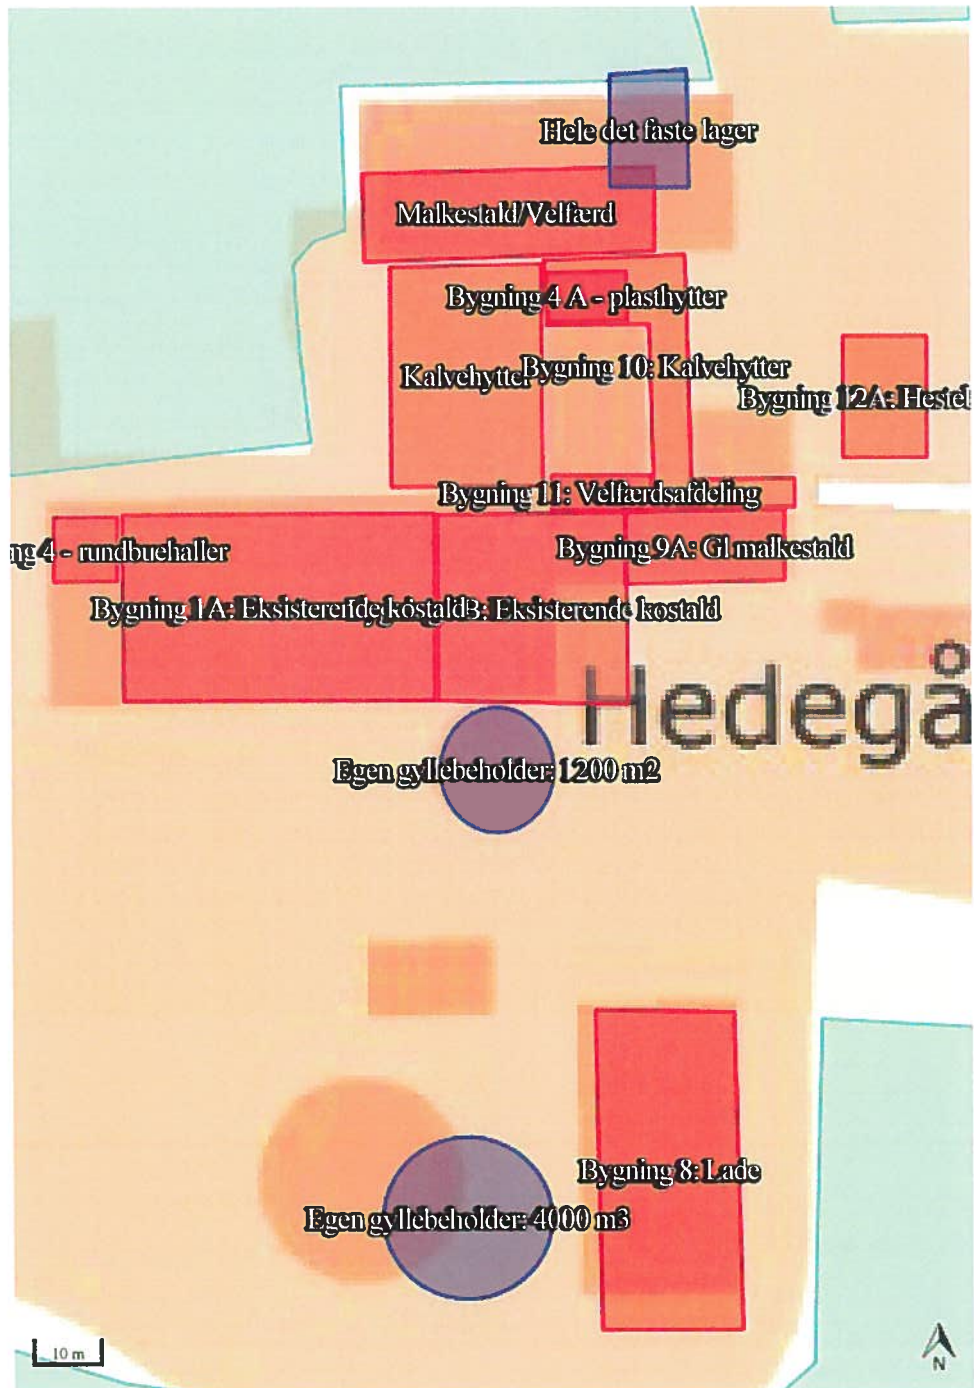 Hele det faste lager
Malkestald/Velfærd
Bygning 4 A - plasthytter
Bygning 10: Kalvehytter
Kalvehytter
Bygning 12A: Hestel
Bygning 11: Velfærdsafdeling
Bygning 9A: Gl malkestald
ng 4 - rundbuehaller
Bygning 1A: Eksisterende kostald
B: Eksisterende kostald
Hedegå
Egen gyllebeholder: 1200 m2
Bygning 8: Lade
Egen gyllebeholder: 4000 m3
10 m
N